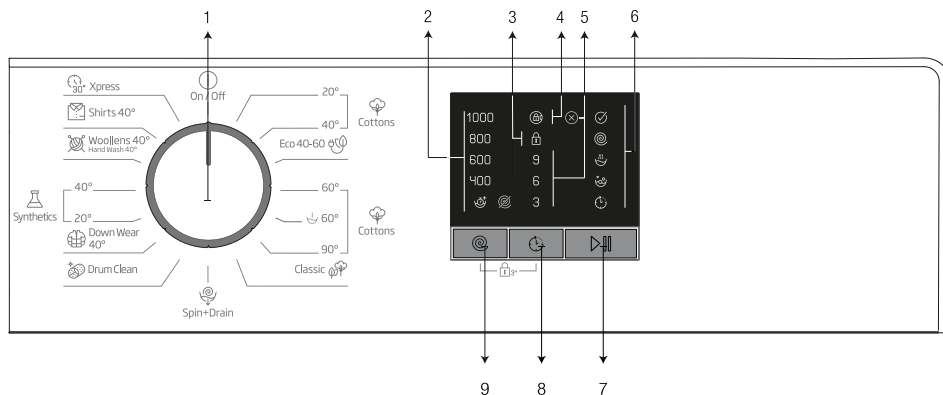 1
2
3
4
5
6
On / Off
30'
Xpress
Shirts 40°
Woollens 40°
Hand Wash 40°
40°
20°
Synthetics
Down Wear
40°
Drum Clean
Spin+Drain
20°
40°
Cottons
Eco 40-60
60°
60°
90°
Cottons
Classic
1000
800
600
400
9
6
3
3"
9
8
7